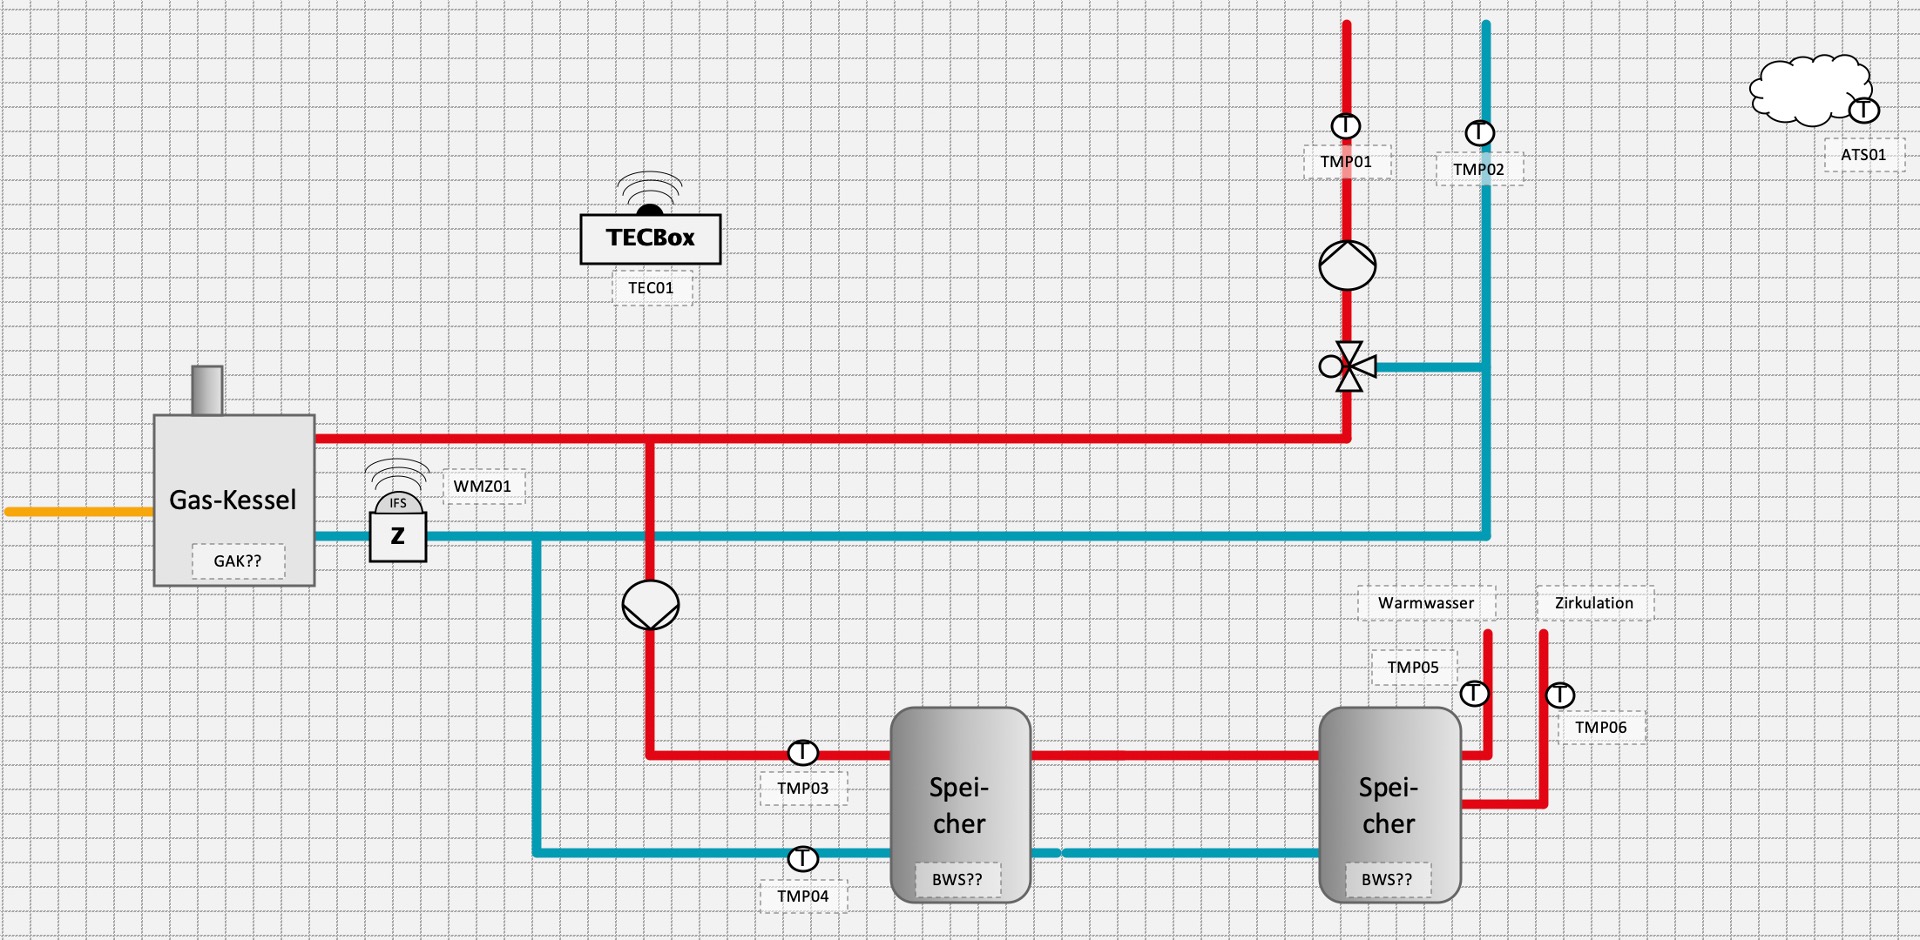 T
TMP01
T
TMP02
T
ATS01
TECBox
TEC01
Gas-Kessel
GAK??
IFS
Z
WMZ01
Warmwasser
Zirkulation
TMP05
T
T
TMP06
T
TMP03
T
TMP04
Spei-
cher
BWS??
Spei-
cher
BWS??